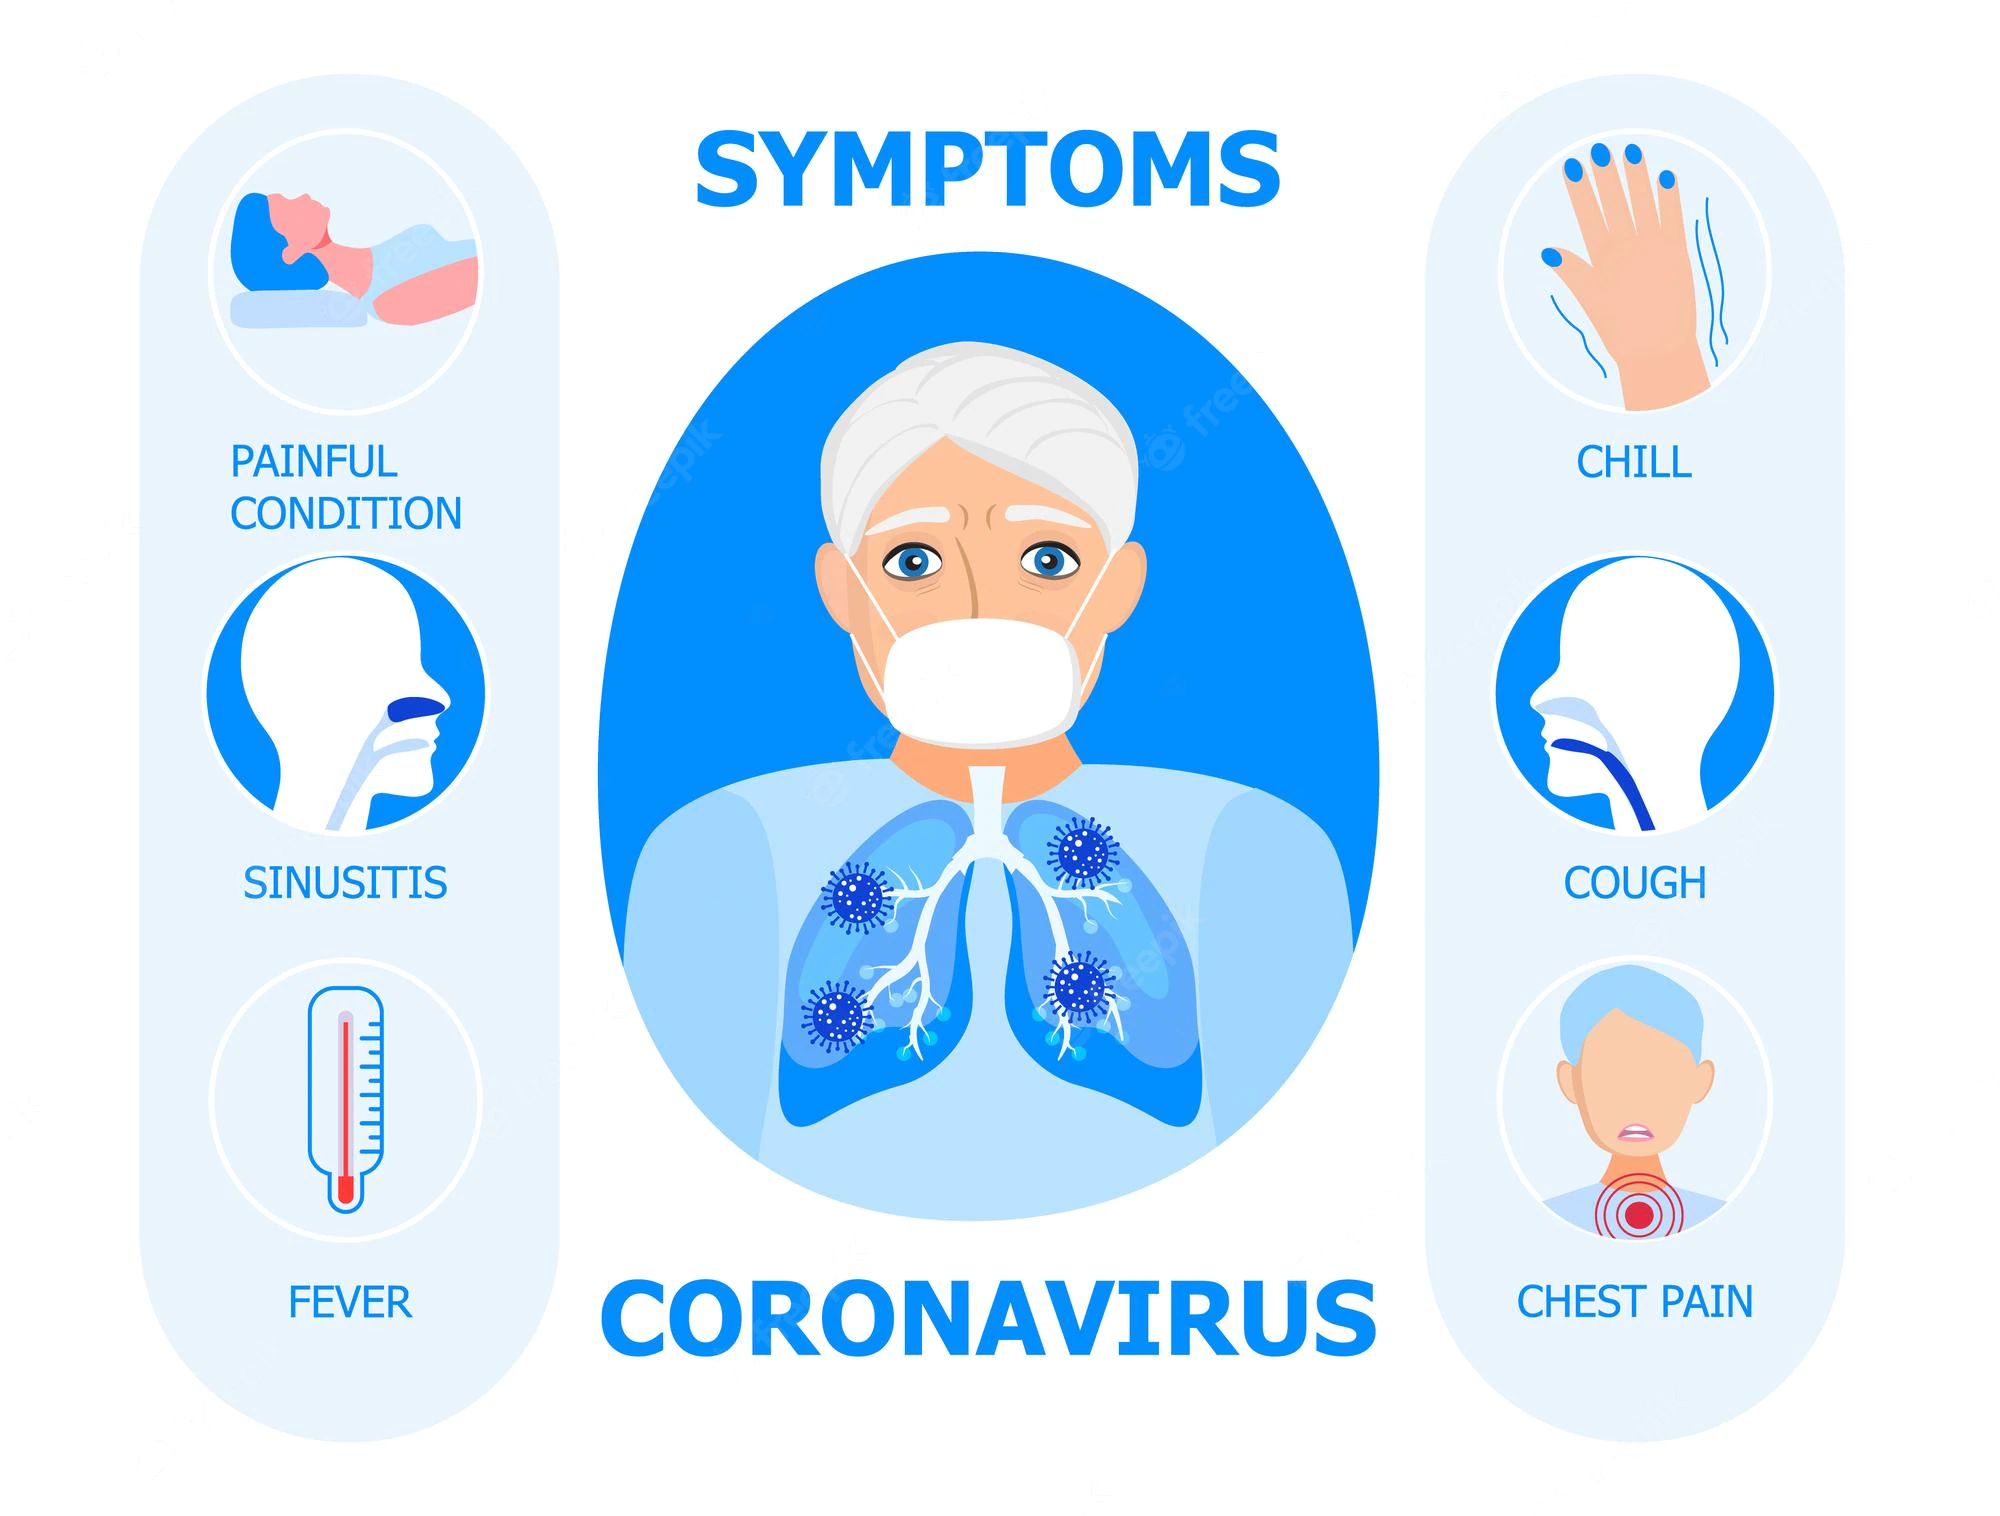 SYMPTOMS
PAINFUL
CONDITION
SINUSITIS
FEVER
CHILL
COUGH
CHEST PAIN
CORONAVIRUS